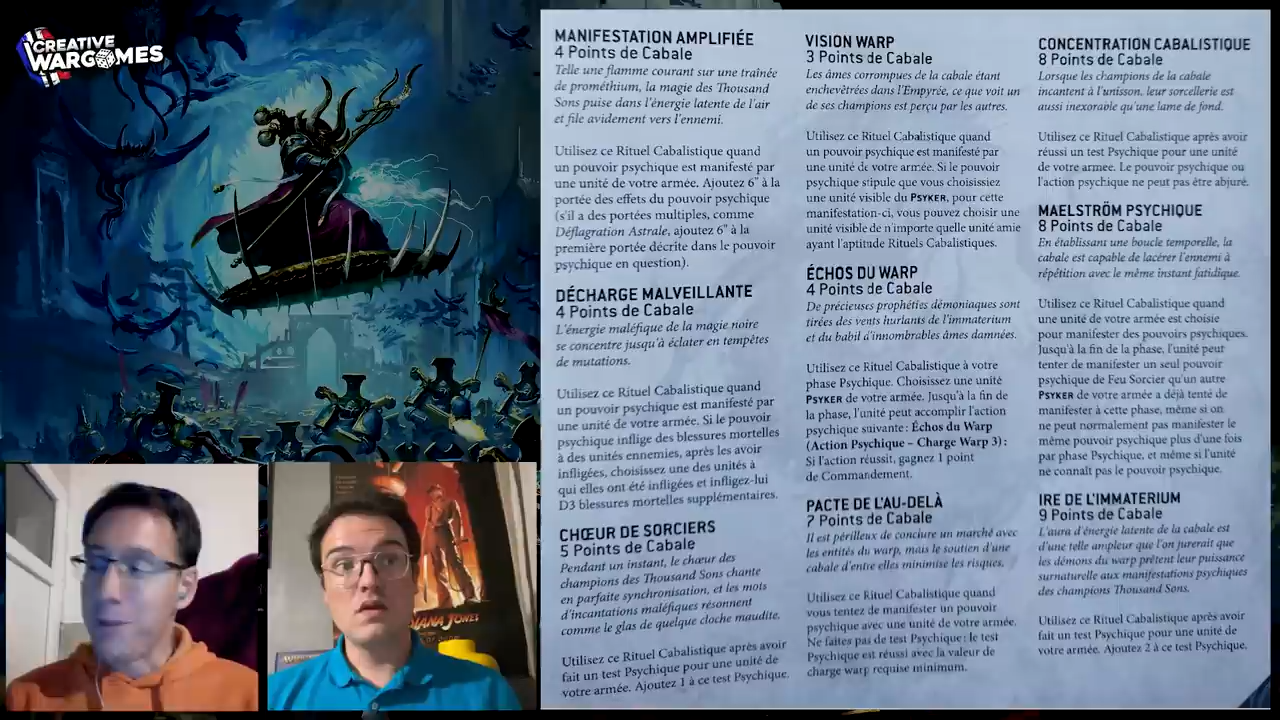 CREATIVE
WARGAMES
MANIFESTATION AMPLIFIÉE
4 Points de Cabale
Telle une flamme courant sur une traînée
de prométhium, la magie des Thousand
Sons puise dans l'énergie latente de l'air
et file avidement vers l'ennemi.
Utilisez ce Rituel Cabalistique quand
un pouvoir psychique est manifesté par
une unité de votre armée. Ajoutez 6" à la
portée des effets du pouvoir psychique
(s'il a des portées multiples, comme
Déflagration Astrale, ajoutez 6" à la
première portée décrite dans le pouvoir
psychique en question).
DÉCHARGE MALVEILLANTE
4 Points de Cabale
L'énergie maléfique de la magie noire
se concentre jusqu'à éclater en tempêtes
de mutations.
Utilisez ce Rituel Cabalistique quand
un pouvoir psychique est manifesté par
une unité de votre armée. Si le pouvoir
psychique inflige des blessures mortelles
à des unités ennemies, après les avoir
infligées, choisissez une des unités à
qui elles ont été infligées et infligez-lui
D3 blessures mortelles supplémentaires.
CHŒUR DE SORCIERS
5 Points de Cabale
Pendant un instant, le chœur des
champions des Thousand Sons chante
en parfaite synchronisation, et les mots
d'incantations maléfiques résonnent
comme le glas de quelque cloche maudite.
Utilisez ce Rituel Cabalistique après avoir
fait un test Psychique pour une unité de
votre armée. Ajoutez 1 à ce test Psychique.
VISION WARP
3 Points de Cabale
Les âmes corrompues de la cabale étant
enchevêtrées dans l'Empyrée, ce que voit un
de ses champions est perçu par les autres.
Utilisez ce Rituel Cabalistique quand
un pouvoir psychique est manifesté par
une unité de votre armée. Si le pouvoir
psychique stipule que vous choisissiez
une unité visible du PSYKER, pour cette
manifestation-ci, vous pouvez choisir une
unité visible de n'importe quelle unité amie
ayant l'aptitude Rituels Cabalistiques.
ÉCHOS DU WARP
4 Points de Cabale
De précieuses prophéties démoniaques sont
tirées des vents hurlants de l'immaterium
et du babil d'innombrables âmes damnées.
Utilisez ce Rituel Cabalistique à votre
phase Psychique. Choisissez une unité
PSYKER de votre armée. Jusqu'à la fin de
la phase, l'unité peut accomplir l'action
psychique suivante : Échos du Warp
(Action Psychique – Charge Warp 3) :
Si l'action réussit, gagnez 1 point
de Commandement.
PACTE DE L'AU-DELÀ
7 Points de Cabale
Il est périlleux de conclure un marché avec
les entités du warp, mais le soutien d'une
cabale d'entre elles minimise les risques.
Utilisez ce Rituel Cabalistique quand
vous tentez de manifester un pouvoir
psychique avec une unité de votre armée.
Ne faites pas de test Psychique : le test
Psychique est réussi avec la valeur de
charge warp requise minimum.
CONCENTRATION CABALISTIQUE
8 Points de Cabale
Lorsque les champions de la cabale
incantent à l'unisson, leur sorcellerie est
aussi inexorable qu'une lame de fond.
Utilisez ce Rituel Cabalistique après avoir
réussi un test Psychique pour une unité
de votre armée. Le pouvoir psychique ou
l'action psychique ne peut pas être abjuré.
MAELSTRÖM PSYCHIQUE
8 Points de Cabale
En établissant une boucle temporelle, la
cabale est capable de lacérer l'ennemi à
répétition avec le même instant fatidique.
Utilisez ce Rituel Cabalistique quand
une unité de votre armée est choisie
pour manifester des pouvoirs psychiques.
Jusqu'à la fin de la phase, l'unité peut
tenter de manifester un seul pouvoir
psychique de Feu Sorcier qu'un autre
PSYKER de votre armée a déjà tenté de
manifester à cette phase, même si on
ne peut normalement pas manifester le
même pouvoir psychique plus d'une fois
par phase Psychique, et même si l'unité
ne connaît pas le pouvoir psychique.
IRE DE L'IMMATERIUM
9 Points de Cabale
L'aura d'énergie latente de la cabale est
d'une telle ampleur que l'on jurerait que
les démons du warp prêtent leur puissance
surnaturelle aux manifestations psychiques
des champions Thousand Sons.
Utilisez ce Rituel Cabalistique après avoir
fait un test Psychique pour une unité de
votre armée. Ajoutez 2 à ce test Psychique.
DIANA JONES